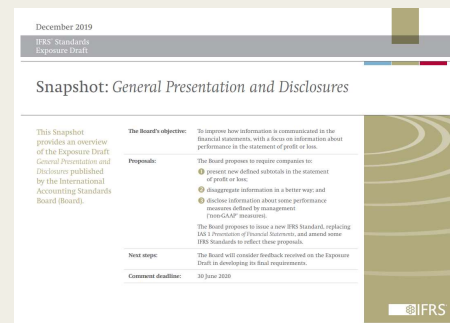 December 2019
IFRS® Standards
Exposure Draft
Snapshot: General Presentation and Disclosures
This Snapshot
provides an overview
of the Exposure Draft
General Presentation and
Disclosures published
by the International
Accounting Standards
Board (Board).
The Board's objective:
To improve how information is communicated in the
financial statements, with a focus on information about
performance in the statement of profit or loss.
Proposals:
The Board proposes to require companies to:
1 present new defined subtotals in the statement
of profit or loss;
2 disaggregate information in a better way; and
3 disclose information about some performance
measures defined by management
('non-GAAP' measures).
The Board proposes to issue a new IFRS Standard, replacing
IAS 1 Presentation of Financial Statements, and amend some
IFRS Standards to reflect these proposals.
Next steps:
The Board will consider feedback received on the Exposure
Draft in developing its final requirements.
Comment deadline:
30 June 2020
IFRS